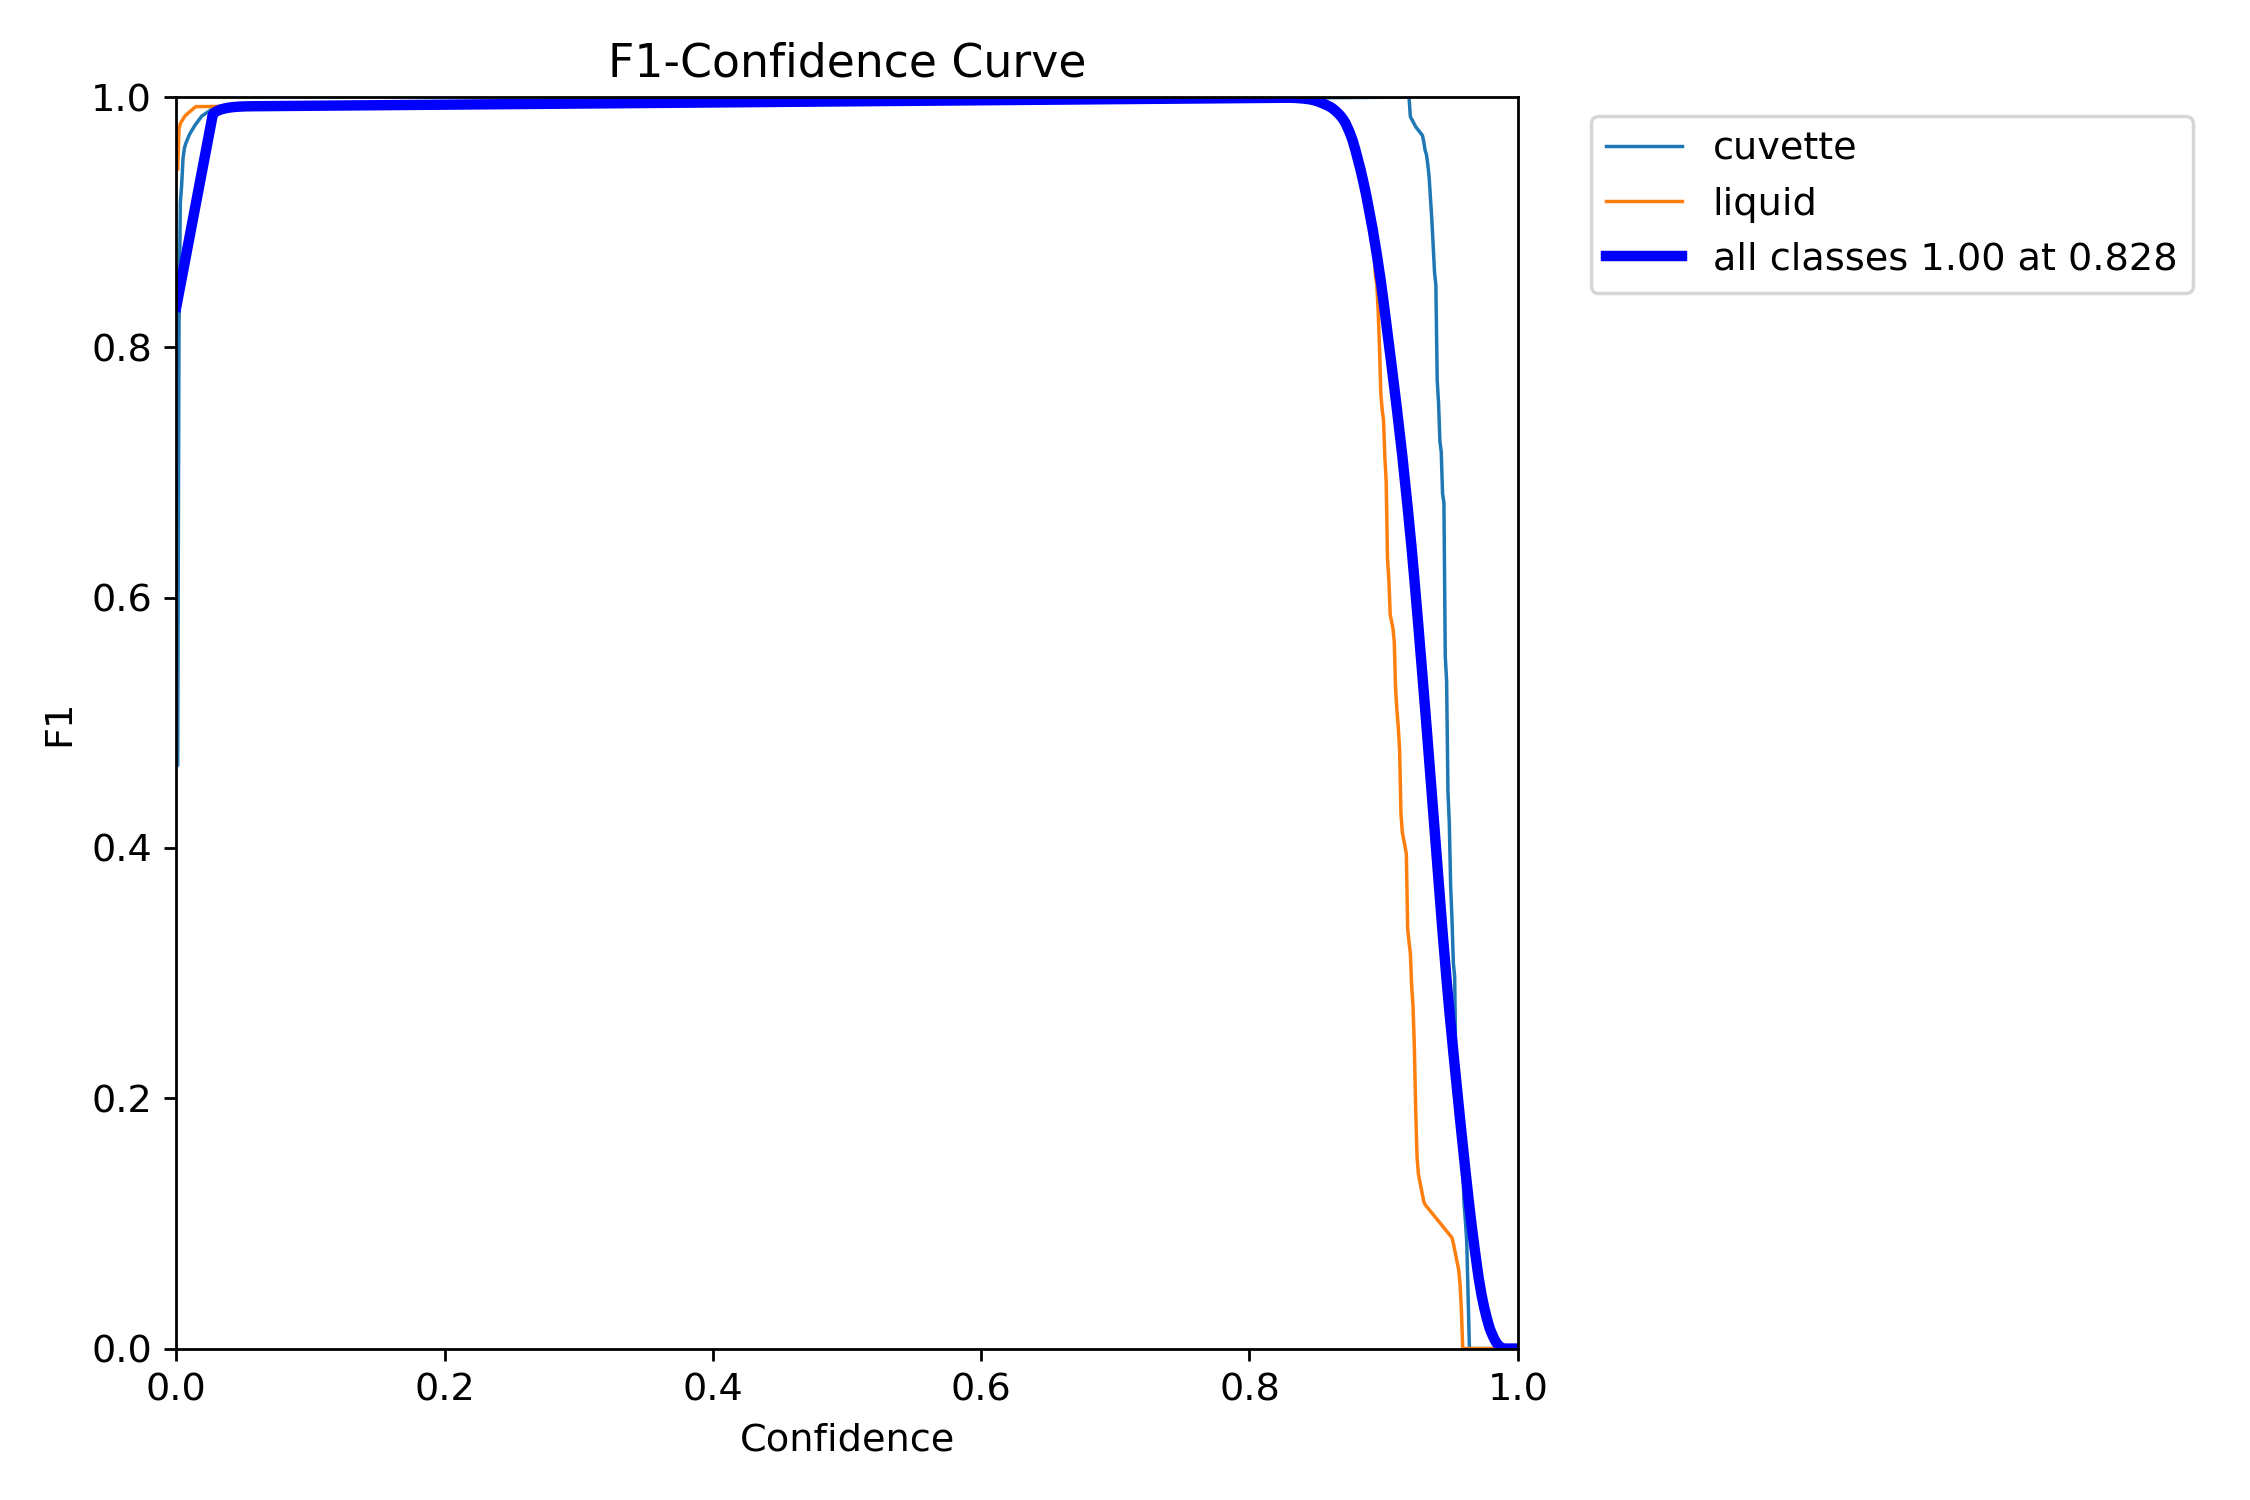 F1-Confidence Curve
1.0
0.8
0.6
0.4
0.2
0.0
F1
0.0 0.2 0.4 0.6 0.8 1.0
Confidence
cuvette
liquid
all classes 1.00 at 0.828